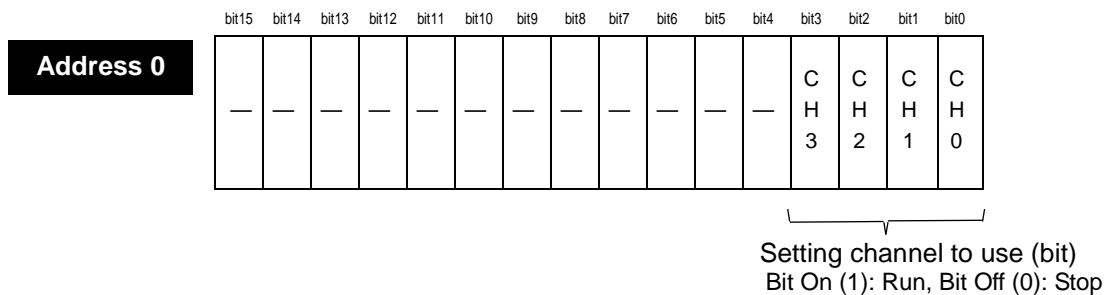 bit15 bit14 bit13 bit12 bit11 bit10 bit9 bit8 bit7 bit6 bit5 bit4 bit3 bit2 bit1 bit0
Address 0
— — — — — — — — — — — — CH3 CH2 CH1 CH0
Setting channel to use (bit)
Bit On (1): Run, Bit Off (0): Stop